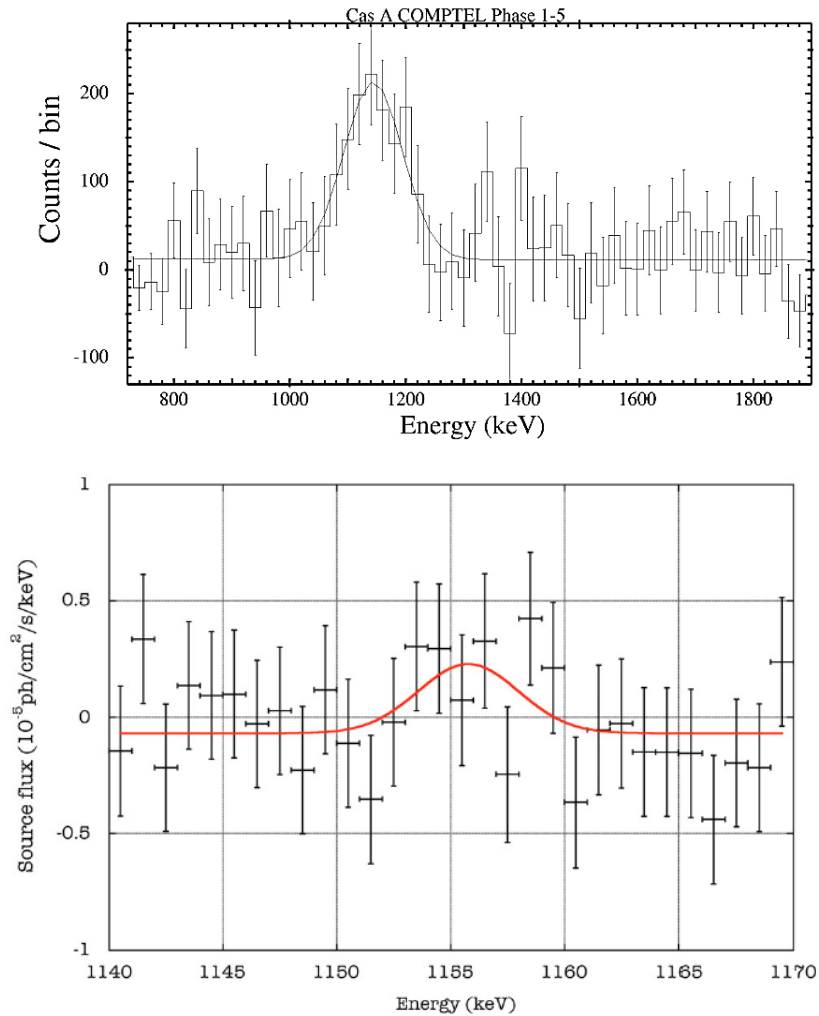 Cas A COMPTEL Phase 1-5
Counts / bin
200
100
0
-100
800 1000 1200 1400 1600 1800
Energy (keV)
Source flux (10⁻⁵ph/cm²/s/keV)
1
0.5
0
-0.5
-1
1140 1145 1150 1155 1160 1165 1170
Energy (keV)